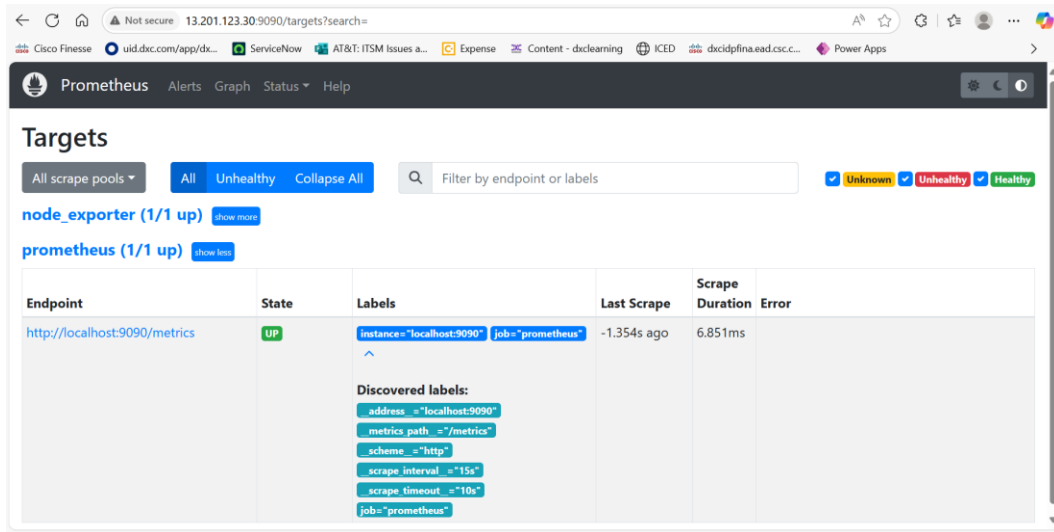 Not secure 13.201.123.30:9090/targets?search=
Cisco Finesse uid.dxc.com/app/dx... ServiceNow AT&T: ITSM Issues a... Expense Content - dxclearning ICED dxcidpfina.ead.csc.c... Power Apps
Prometheus Alerts Graph Status Help
Targets
All scrape pools All Unhealthy Collapse All Filter by endpoint or labels Unknown Unhealthy Healthy
node_exporter (1/1 up) show more
prometheus (1/1 up) show less
Endpoint State Labels Last Scrape Scrape Duration Error
http://localhost:9090/metrics UP instance="localhost:9090" job="prometheus" -1.354s ago 6.851ms
Discovered labels:
__address__="localhost:9090"
__metrics_path__="/metrics"
__scheme__="http"
__scrape_interval__="15s"
__scrape_timeout__="10s"
job="prometheus"